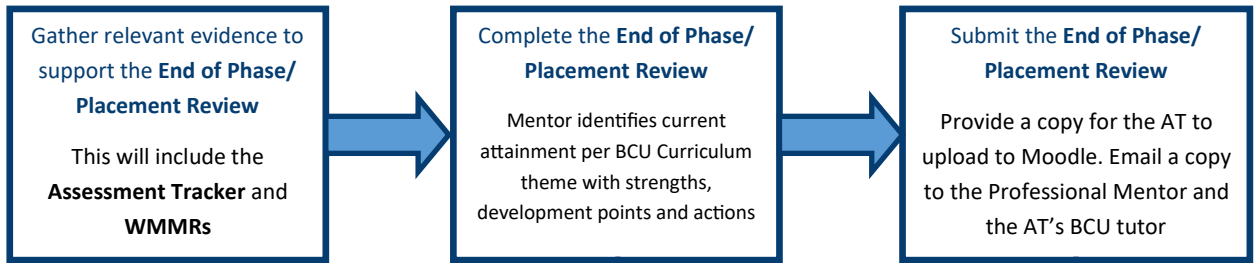 Gather relevant evidence to
support the End of Phase/
Placement Review
This will include the
Assessment Tracker and
WMMRs
Complete the End of Phase/
Placement Review
Mentor identifies current
attainment per BCU Curriculum
theme with strengths,
development points and actions
Submit the End of Phase/
Placement Review
Provide a copy for the AT to
upload to Moodle. Email a copy
to the Professional Mentor and
the AT's BCU tutor